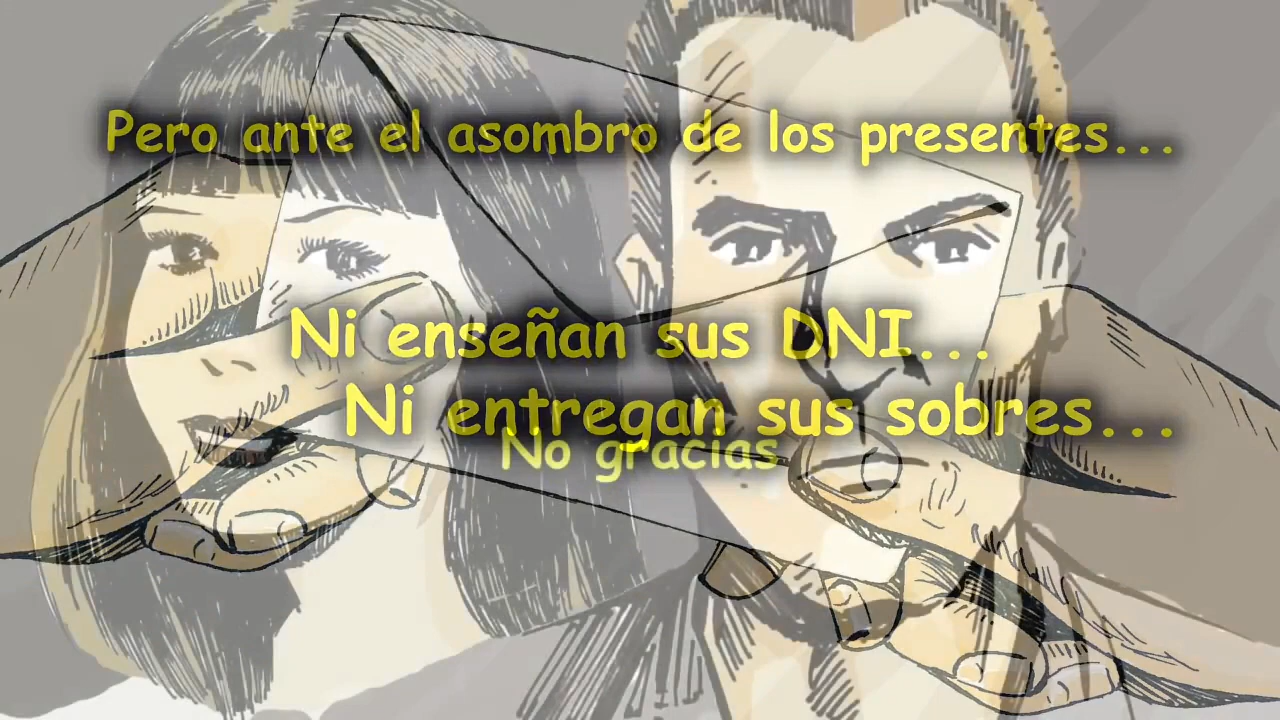 Pero ante el asombro de los presentes...
Ni enseñan sus DNI...
Ni entregan sus sobres...
No gracias